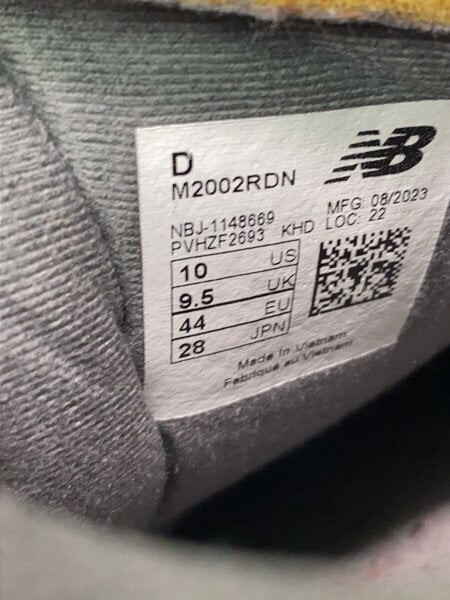 D
M2002RDN
NB
NBJ-1148669
PVHZF2693 KHD
MFG: 08/2023
LOC: 22
10 US
9.5 UK
44 EU
28 JPN
Made In Vietnam
Fabriqué au Vietnam